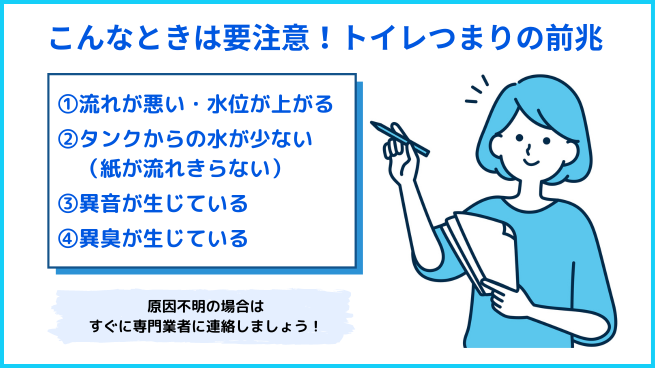 こんなときは要注意！トイレつまりの前兆
①流れが悪い・水位が上がる
②タンクからの水が少ない
（紙が流れきらない）
③異音が生じている
④異臭が生じている
原因不明の場合は
すぐに専門業者に連絡しましょう！